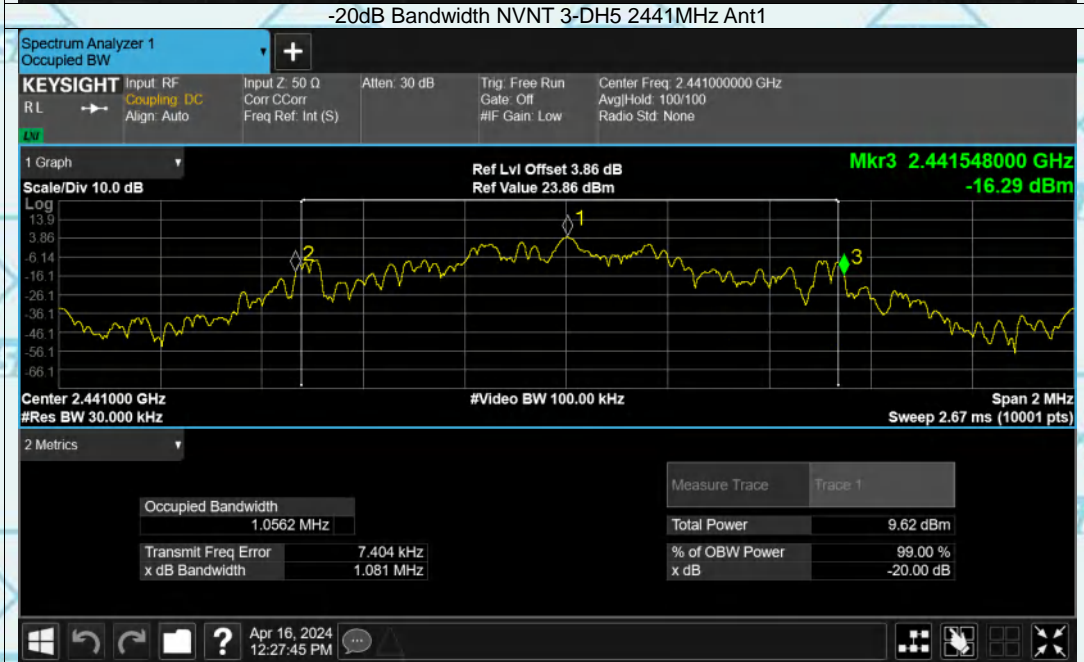 -20dB Bandwidth NVNT 3-DH5 2441MHz Ant1
Spectrum Analyzer 1
Occupied BW
KEYSIGHT Input: RF Input Z: 50 Ω Atten: 30 dB Trig: Free Run Center Freq: 2.441000000 GHz
RL Coupling: DC Corr CCorr Gate: Off Avg|Hold: 100/100
Align: Auto Freq Ref: Int (S) #IF Gain: Low Radio Std: None
LXI
1 Graph Ref Lvl Offset 3.86 dB Mkr3 2.441548000 GHz
Scale/Div 10.0 dB Ref Value 23.86 dBm -16.29 dBm
Log
13.9
3.86
-6.14
-16.1
-26.1
-36.1
-46.1
-56.1
-66.1
1
2
3
Center 2.441000 GHz #Video BW 100.00 kHz Span 2 MHz
#Res BW 30.000 kHz Sweep 2.67 ms (10001 pts)
2 Metrics
Measure Trace Trace 1
Occupied Bandwidth
1.0562 MHz
Total Power 9.62 dBm
Transmit Freq Error 7.404 kHz % of OBW Power 99.00 %
x dB Bandwidth 1.081 MHz x dB -20.00 dB
Apr 16, 2024
12:27:45 PM